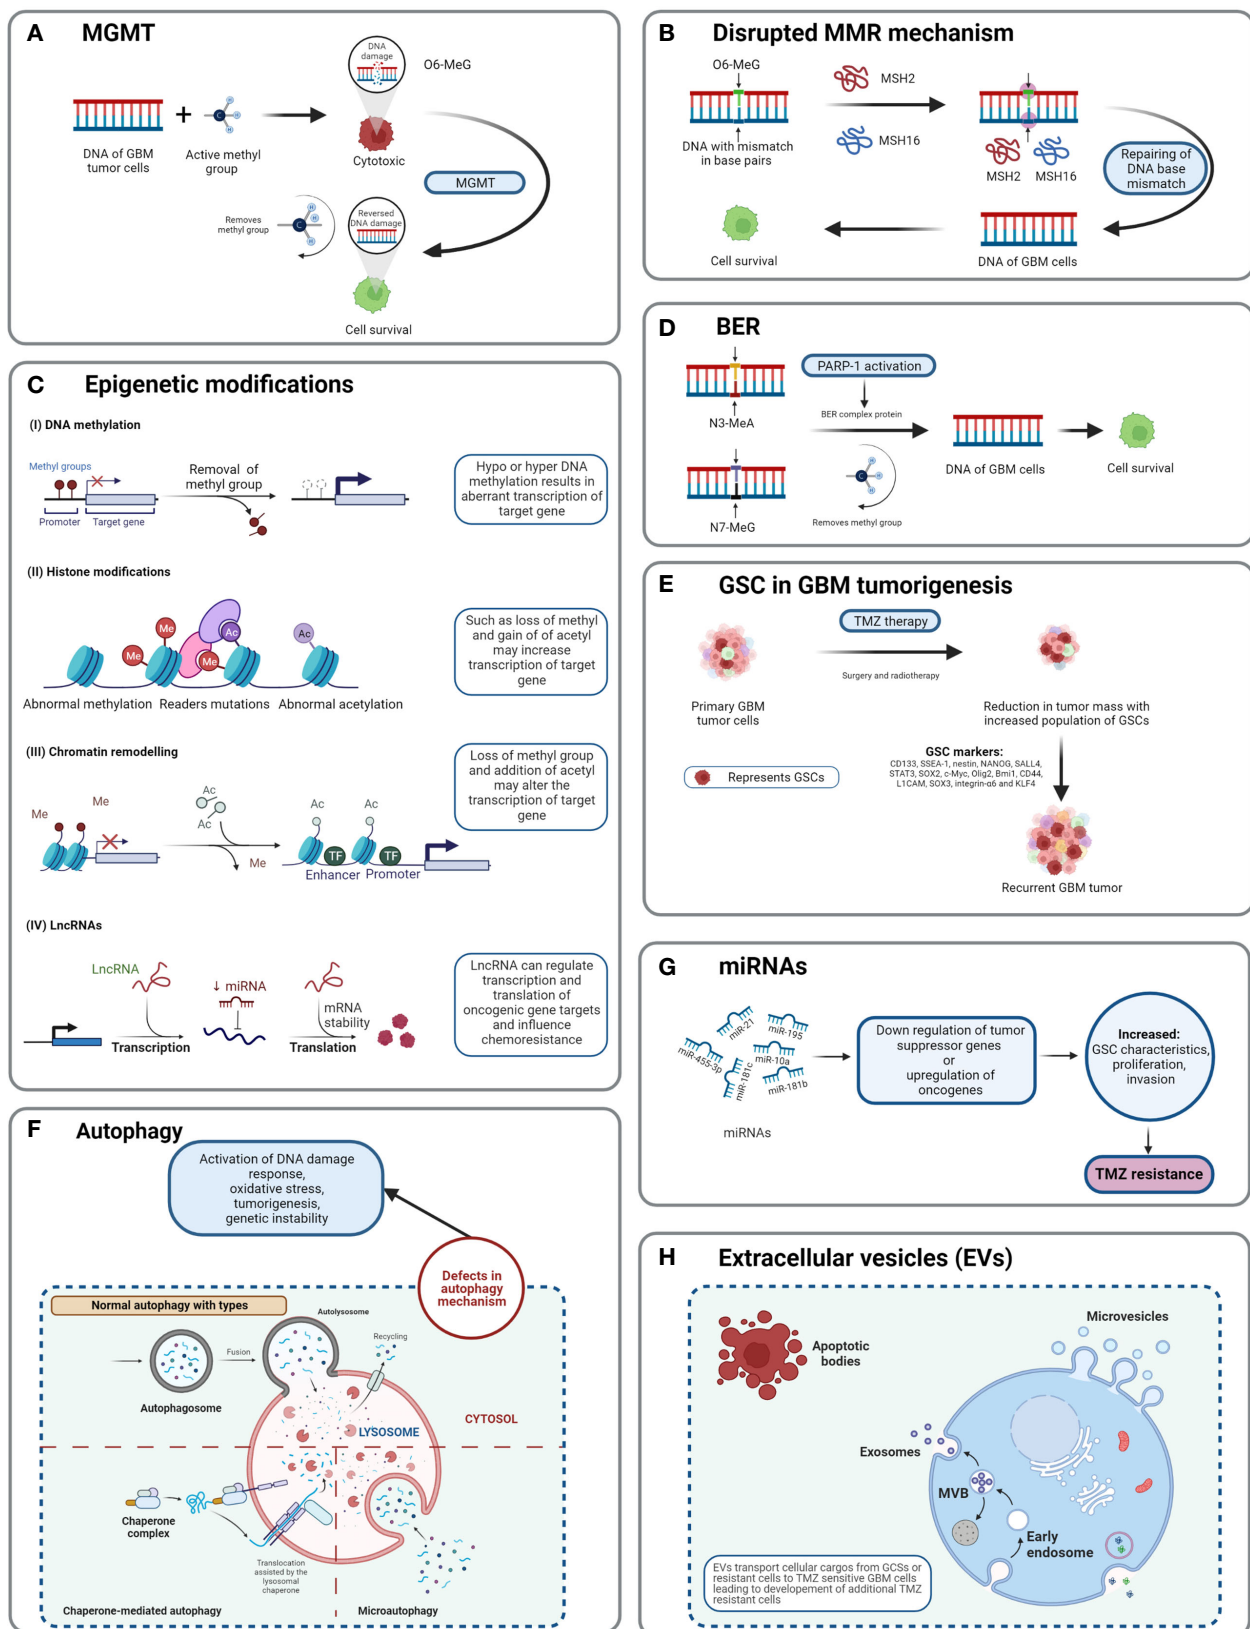 A
MGMT
DNA
damage
O6-MeG
DNA of GBM
tumor cells
+
C
H
H
H
Active methyl
group
Cytotoxic
MGMT
Removes
methyl group
C
H
H
H
Reversed
DNA damage
Cell survival
B
Disrupted MMR mechanism
O6-MeG
DNA with mismatch
in base pairs
MSH2
MSH16
MSH2
MSH16
Repairing of
DNA base
mismatch
DNA of GBM cells
Cell survival
C
Epigenetic modifications
(I) DNA methylation
Methyl groups
Promoter
Target gene
Removal of
methyl group
Hypo or hyper DNA
methylation results in
aberrant transcription of
target gene
(II) Histone modifications
Me
Me
Me
Ac
Ac
Abnormal methylation
Readers mutations
Abnormal acetylation
Such as loss of methyl
and gain of of acetyl
may increase
transcription of target
gene
(III) Chromatin remodelling
Me
Me
Ac
Ac
Me
Ac
Ac
TF
TF
Enhancer
Promoter
Loss of methyl group
and addition of acetyl
may alter the
transcription of target
gene
(IV) LncRNAs
LncRNA
Transcription
↓ miRNA
mRNA
stability
Translation
LncRNA can regulate
transcription and
translation of
oncogenic gene targets
and influence
chemoresistance
D
BER
N3-MeA
N7-MeG
PARP-1 activation
BER complex protein
C
H
H
H
Removes methyl group
DNA of GBM cells
Cell survival
E
GSC in GBM tumorigenesis
Primary GBM
tumor cells
TMZ therapy
Surgery and radiotherapy
Reduction in tumor mass with
increased population of GSCs
GSC markers:
CD133, SSEA-1, nestin, NANOG, SALL4,
STAT3, SOX2, c-Myc, Olig2, Bmi1, CD44,
L1CAM, SOX3, integrin-α6 and KLF4
Represents GSCs
Recurrent GBM tumor
F
Autophagy
Activation of DNA damage
response,
oxidative stress,
tumorigenesis,
genetic instability
Defects in
autophagy
mechanism
Normal autophagy with types
Autolysosome
Fusion
Recycling
Autophagosome
CYTOSOL
LYSOSOME
Chaperone
complex
Translocation
assisted by the
lysosomal
chaperone
Chaperone-mediated autophagy
Microautophagy
G
miRNAs
miR-21
miR-195
miR-455-3p
miR-10a
miR-181c
miR-181b
miRNAs
Down regulation of tumor
suppressor genes
or
upregulation of
oncogenes
Increased:
GSC characteristics,
proliferation,
invasion
TMZ resistance
H
Extracellular vesicles (EVs)
Apoptotic
bodies
Microvesicles
Exosomes
MVB
Early
endosome
EVs transport cellular cargos from GCSs or
resistant cells to TMZ sensitive GBM cells
leading to developement of additional TMZ
resistant cells